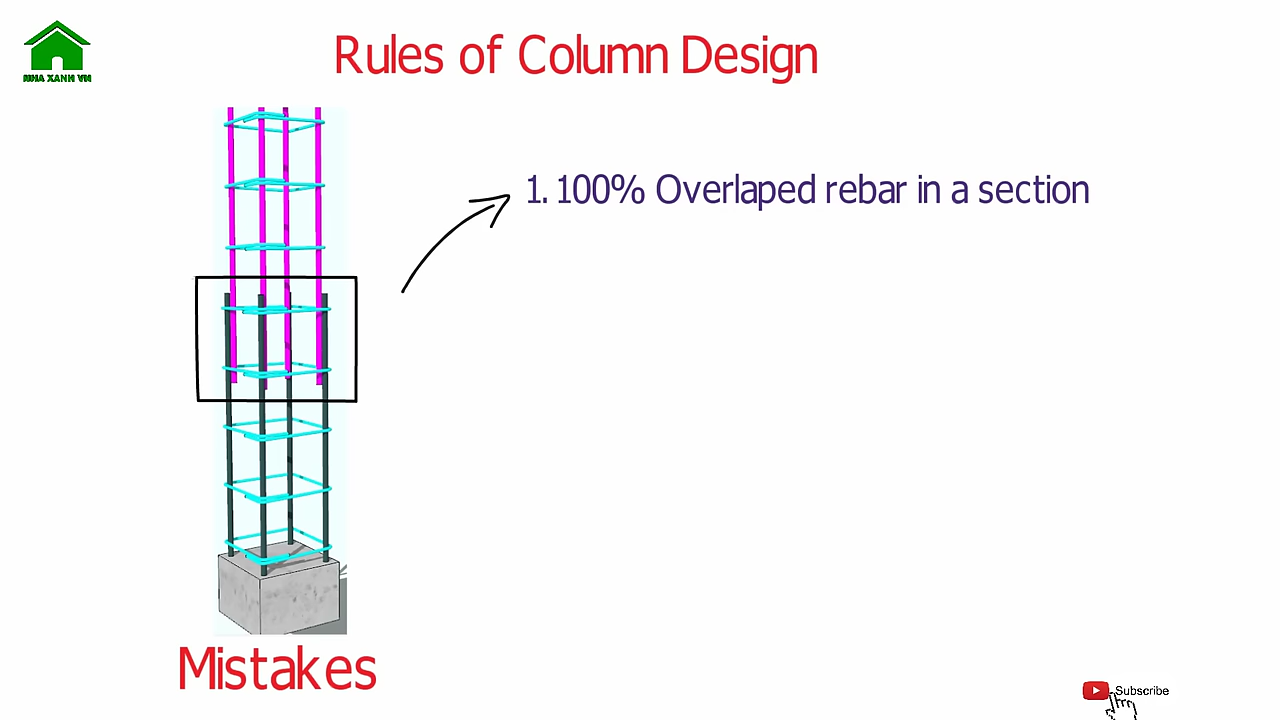 Rules of Column Design
NHA XANH VN
1. 100% Overlaped rebar in a section
Mistakes
Subscribe